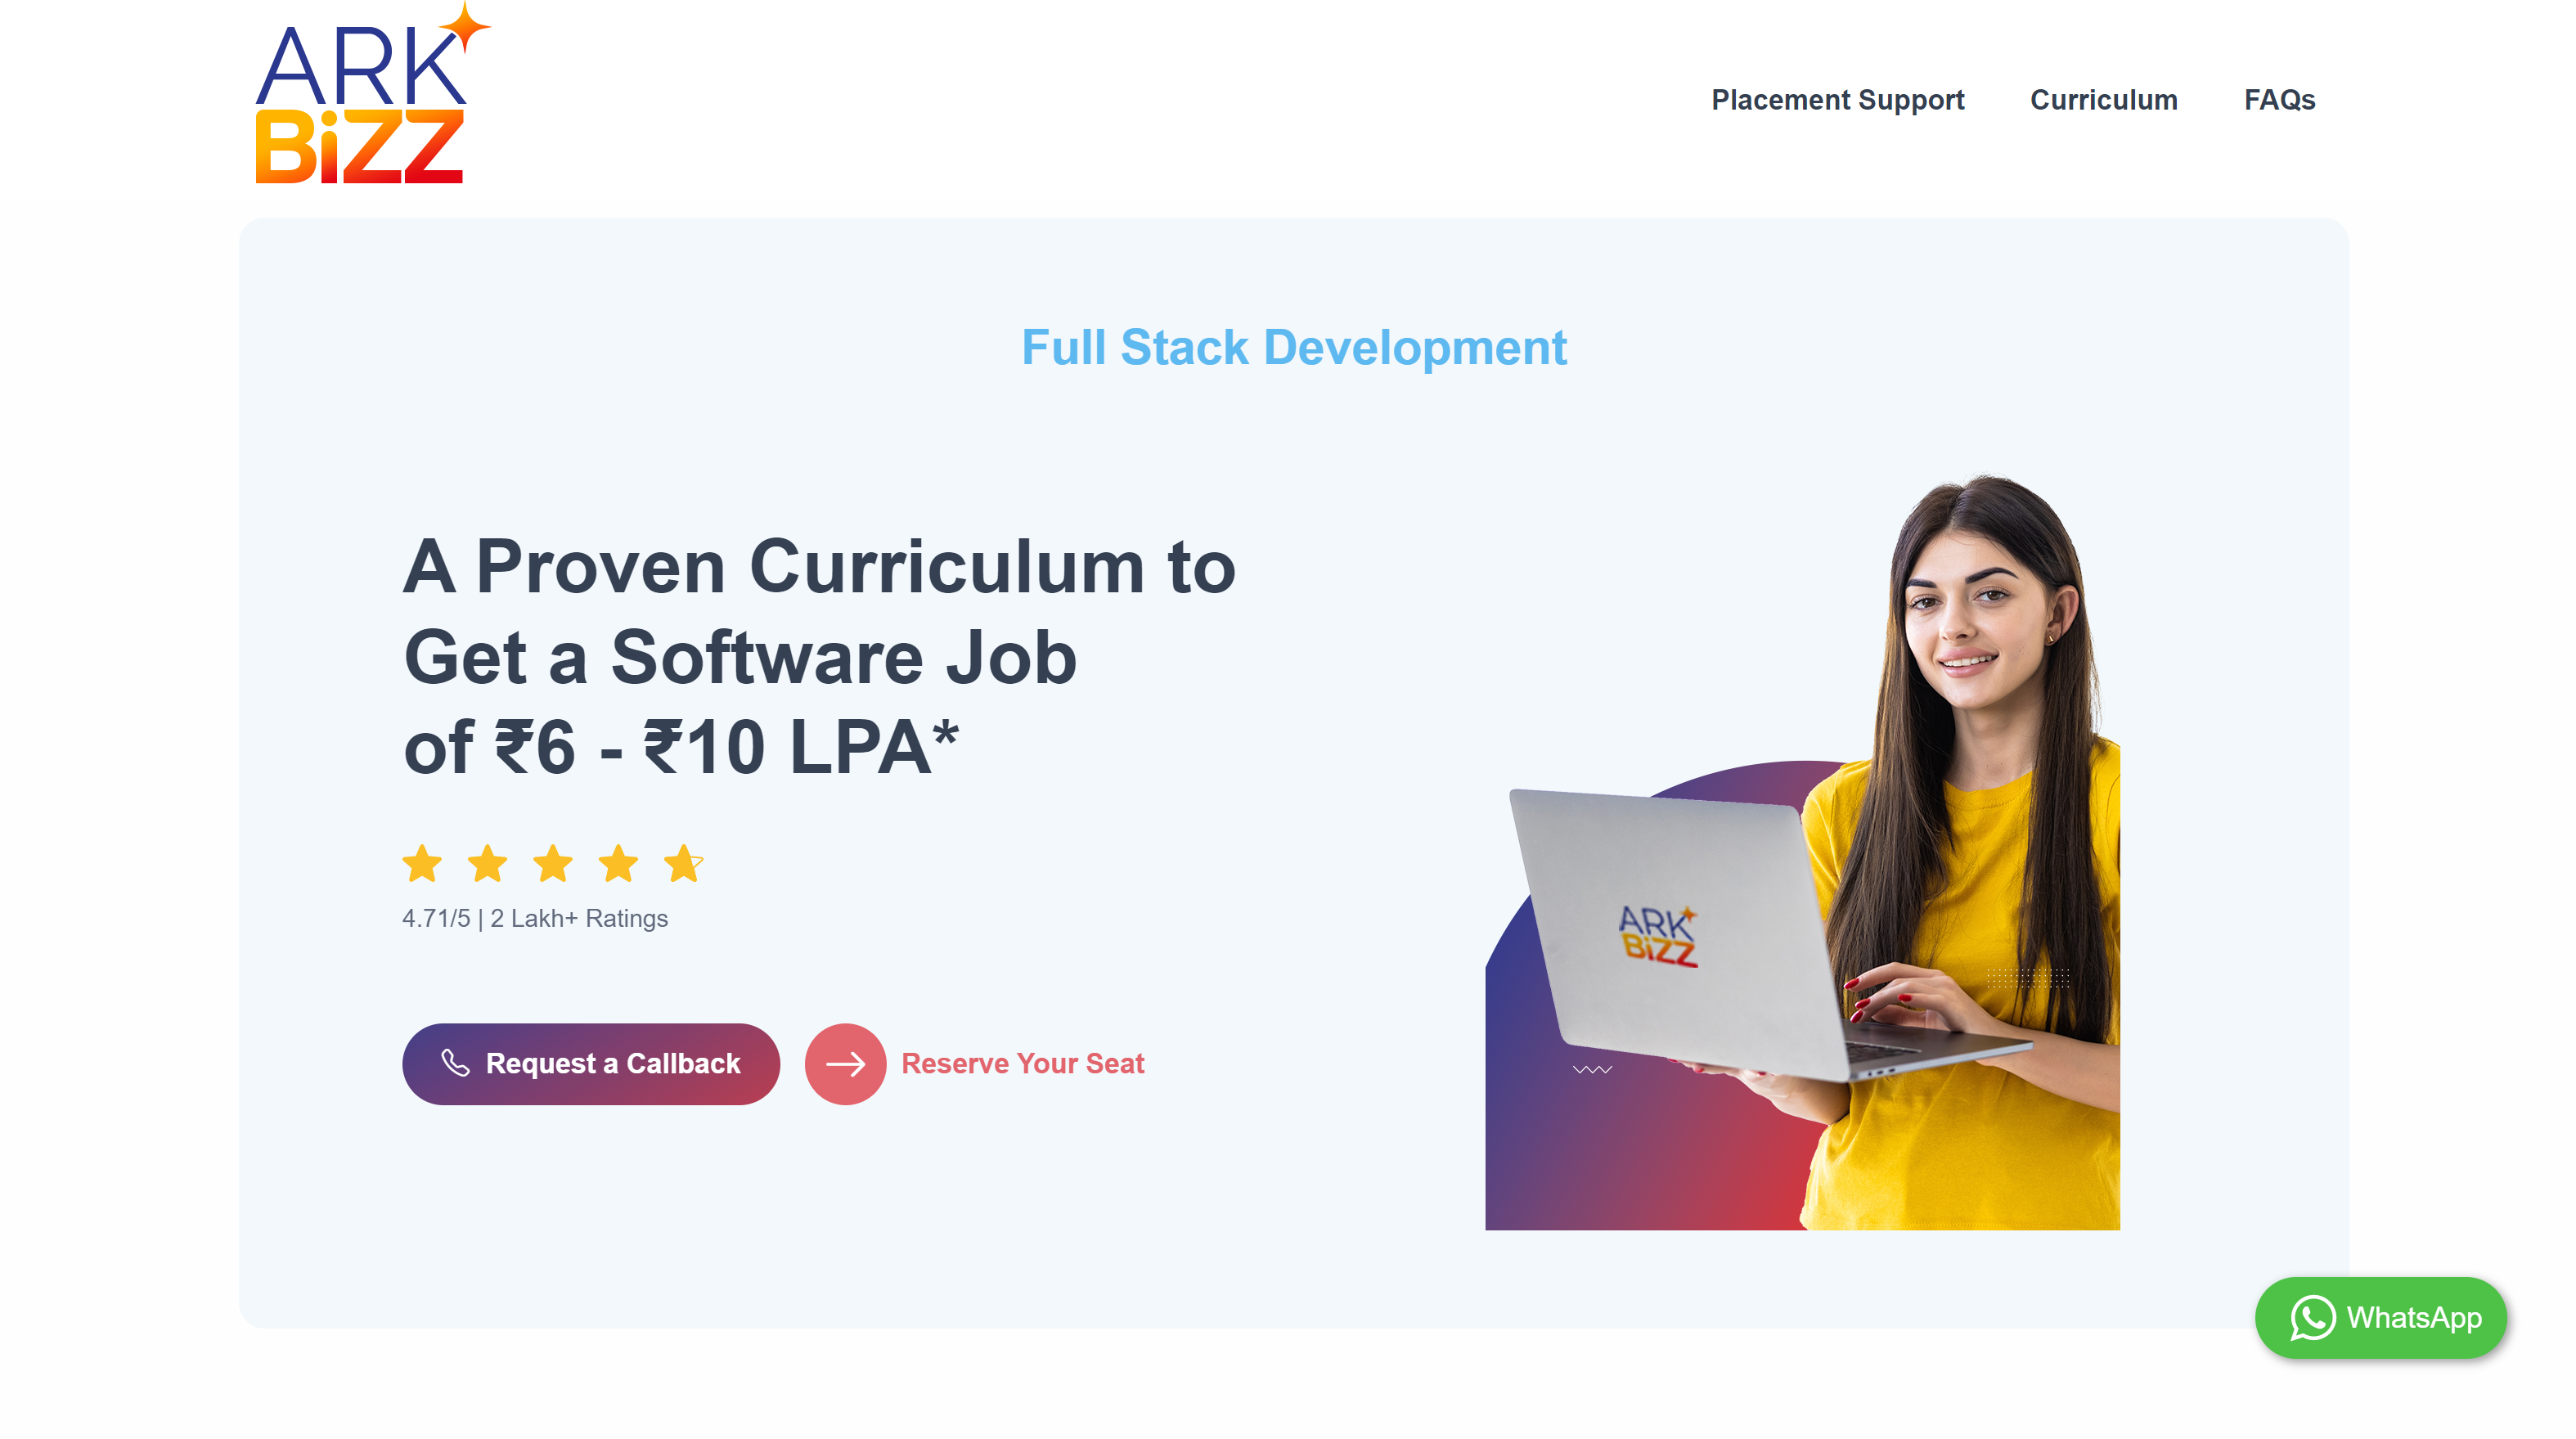 ARK
BiZZ
Placement Support
Curriculum
FAQs
Full Stack Development
A Proven Curriculum to
Get a Software Job
of ₹6 - ₹10 LPA*
4.71/5 | 2 Lakh+ Ratings
Request a Callback
Reserve Your Seat
ARK
BiZZ
WhatsApp